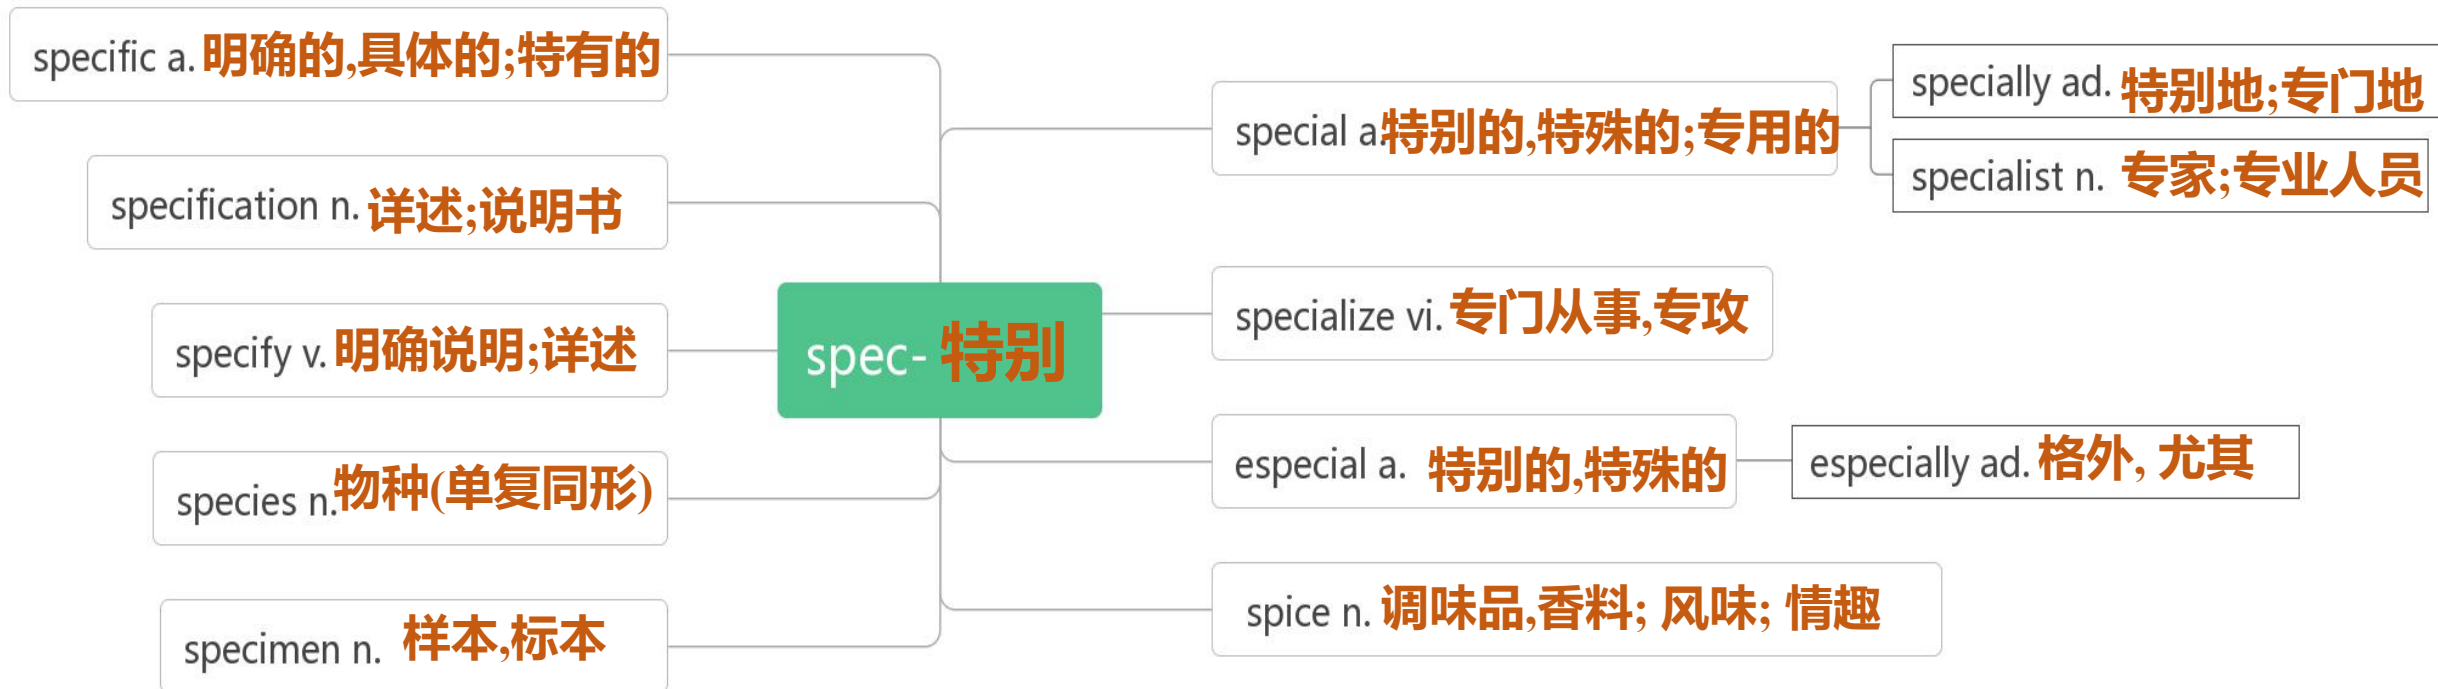 specific a. 明确的,具体的;特有的
specification n. 详述;说明书
specify v. 明确说明;详述
species n. 物种(单复同形)
specimen n. 样本,标本
spec- 特别
special a. 特别的,特殊的;专用的
specially ad. 特别地;专门地
specialist n. 专家;专业人员
specialize vi. 专门从事,专攻
especial a. 特别的,特殊的
especially ad. 格外, 尤其
spice n. 调味品,香料; 风味; 情趣